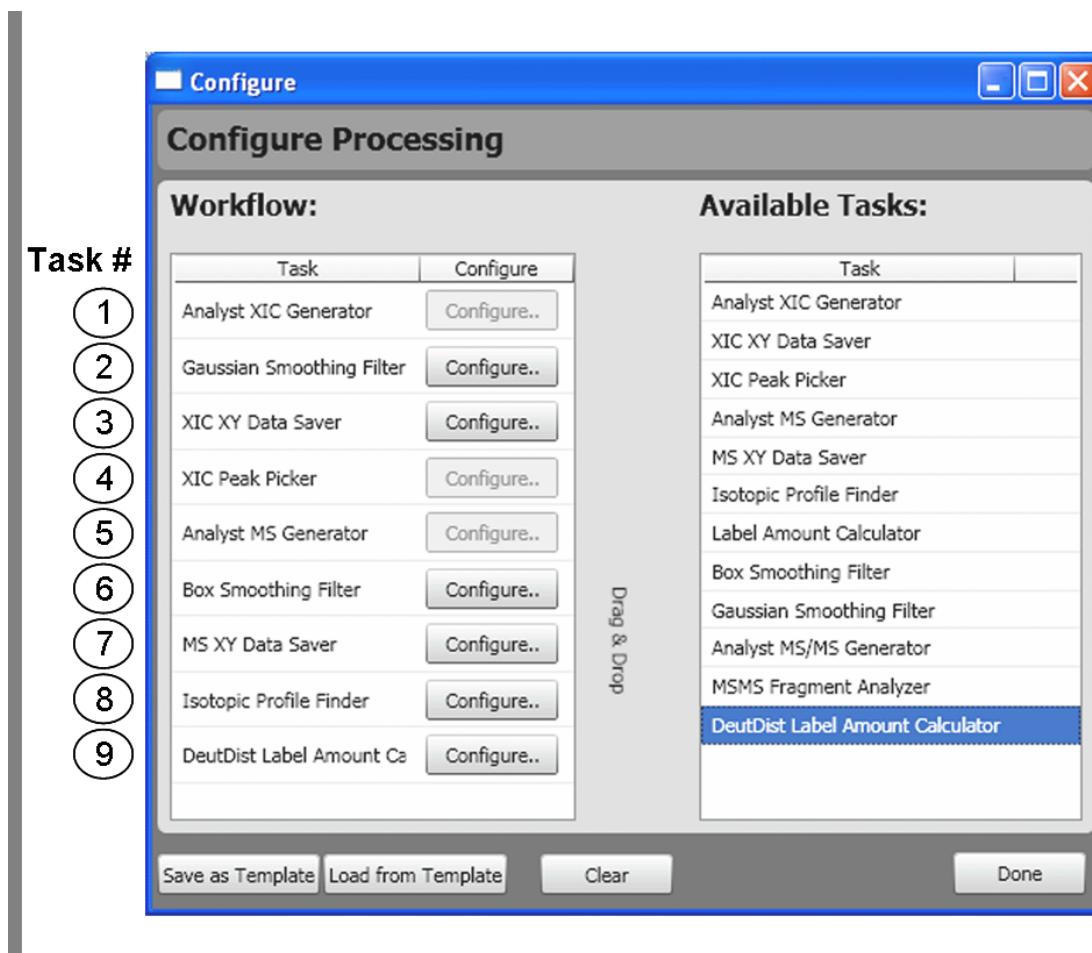 Configure
Configure Processing
Workflow:
Task #
Task Configure
1 Analyst XIC Generator Configure..
2 Gaussian Smoothing Filter Configure..
3 XIC XY Data Saver Configure..
4 XIC Peak Picker Configure..
5 Analyst MS Generator Configure..
6 Box Smoothing Filter Configure..
7 MS XY Data Saver Configure..
8 Isotopic Profile Finder Configure..
9 DeutDist Label Amount Ca Configure..
Drag & Drop
Available Tasks:
Task
Analyst XIC Generator
XIC XY Data Saver
XIC Peak Picker
Analyst MS Generator
MS XY Data Saver
Isotopic Profile Finder
Label Amount Calculator
Box Smoothing Filter
Gaussian Smoothing Filter
Analyst MS/MS Generator
MSMS Fragment Analyzer
DeutDist Label Amount Calculator
Save as Template Load from Template Clear Done